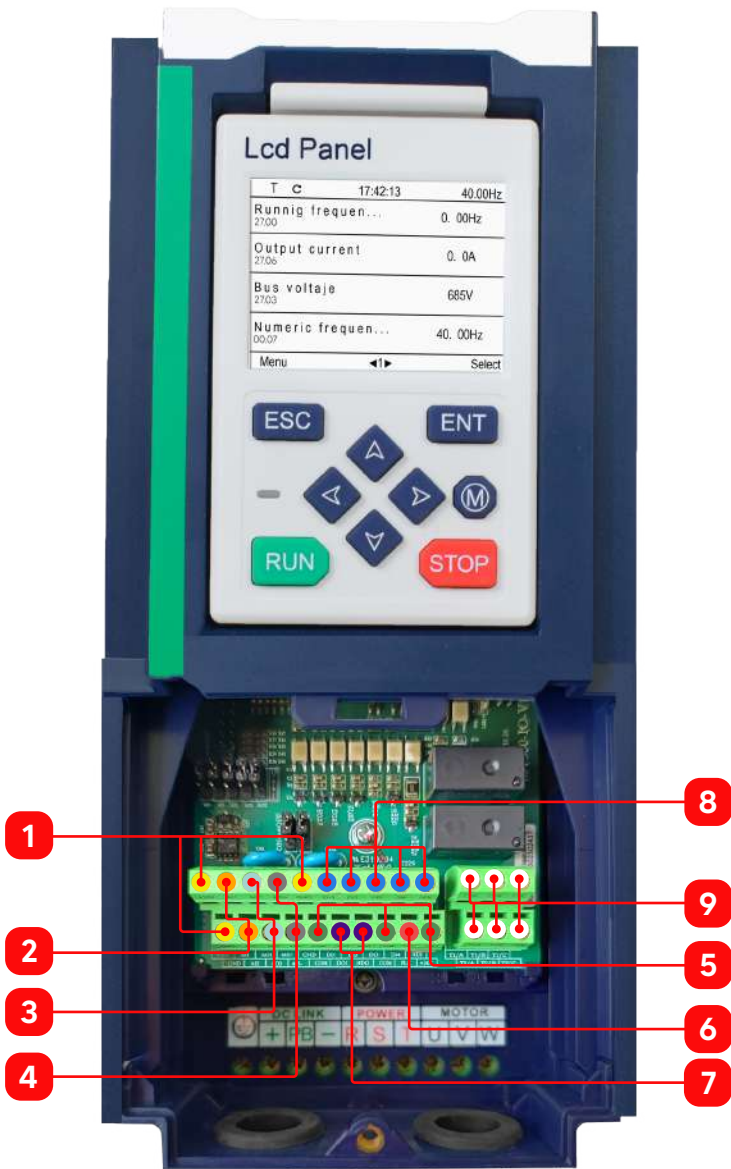 Lcd Panel
T C 17:42:13 40.00Hz
Runnig frequen... 0. 00Hz
27.00
Output current 0. 0A
27.06
Bus voltaje 685V
27.03
Numeric frequen... 40. 00Hz
00:07
Menu ◀1▶ Select
ESC ENT
M
RUN STOP
8
1
9
2
5
3
6
4
7
DC LINK POWER MOTOR
+ PB - R S T U V W